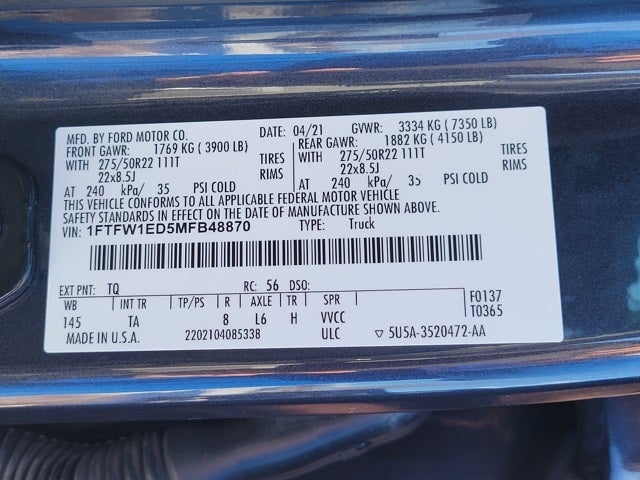 MFD. BY FORD MOTOR CO.
DATE: 04/21 GVWR: 3334 KG ( 7350 LB)
FRONT GAWR: 1769 KG ( 3900 LB)
REAR GAWR: 1882 KG ( 4150 LB)
WITH 275/50R22 111T TIRES
22x8.5J RIMS
AT 240 kPa/ 35 PSI COLD
WITH 275/50R22 111T TIRES
22x8.5J RIMS
AT 240 kPa/ 35 PSI COLD
THIS VEHICLE CONFORMS TO ALL APPLICABLE FEDERAL MOTOR VEHICLE
SAFETY STANDARDS IN EFFECT ON THE DATE OF MANUFACTURE SHOWN ABOVE.
VIN: 1FTFW1ED5MFB48870 TYPE: Truck
EXT PNT: TQ RC: 56 DSO:
WB INT TR TP/PS R AXLE TR SPR
145 TA 8 L6 H VVCC
MADE IN U.S.A. 2202104085338 ULC ▽ 5U5A-3520472-AA
F0137
T0365